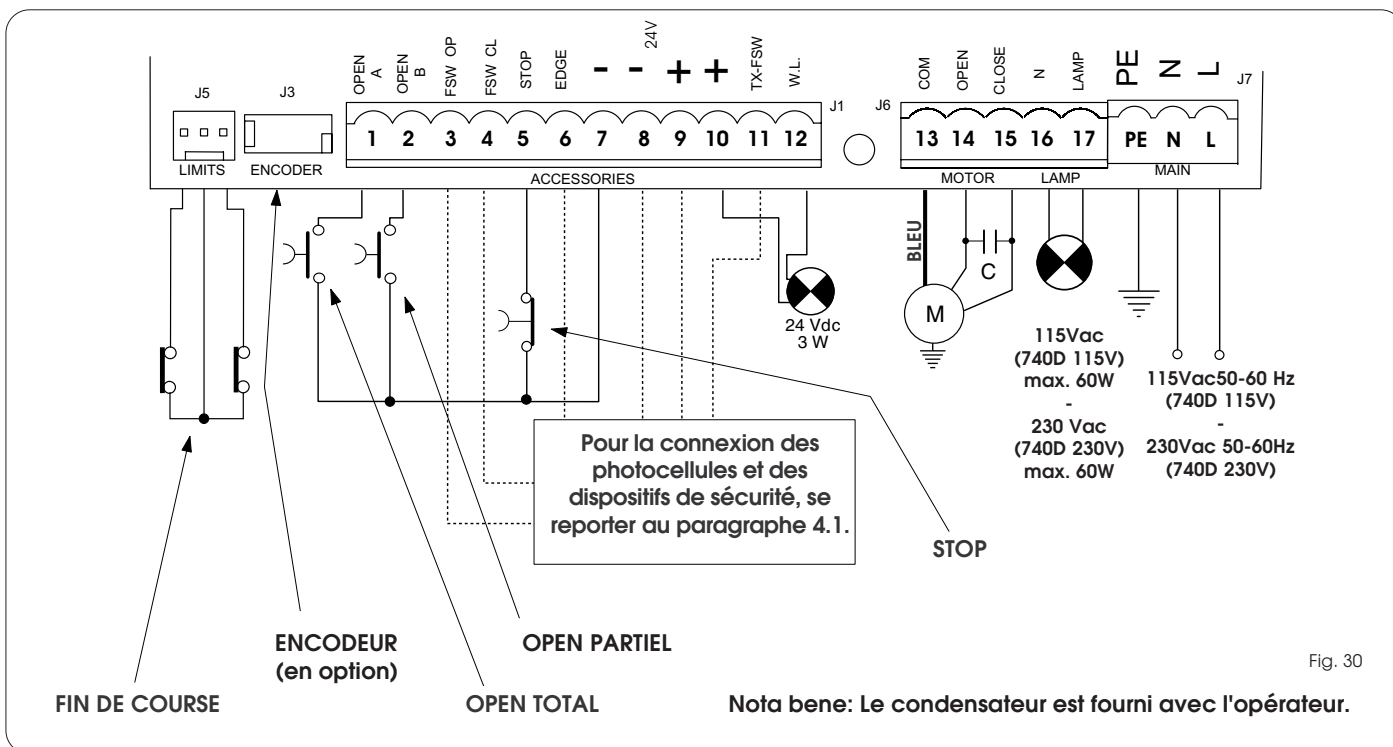 OPEN A
OPEN B
FSW OP
FSW CL
STOP
EDGE
-
-
24V
+
+
TX-FSW
W.L.
COM
OPEN
CLOSE
N
LAMP
PE
N
L
J5
J3
J1
J6
J7
1 2 3 4 5 6 7 8 9 10 11 12
13 14 15 16 17
PE N L
LIMITS
ENCODER
ACCESSORIES
MOTOR
LAMP
MAIN
BLEU
C
M
24 Vdc
3 W
115Vac
(740D 115V)
max. 60W
-
230 Vac
(740D 230V)
max. 60W
115Vac50-60 Hz
(740D 115V)
-
230Vac 50-60Hz
(740D 230V)
Pour la connexion des
photocellules et des
dispositifs de sécurité, se
reporter au paragraphe 4.1.
STOP
ENCODEUR
(en option)
OPEN PARTIEL
Fig. 30
FIN DE COURSE
OPEN TOTAL
Nota bene: Le condensateur est fourni avec l'opérateur.